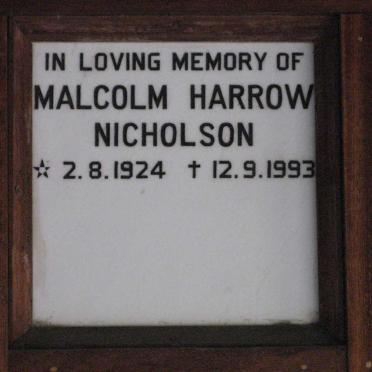 IN LOVING MEMORY OF
MALCOLM HARROW
NICHOLSON
☆ 2.8.1924 ✝ 12.9.1993